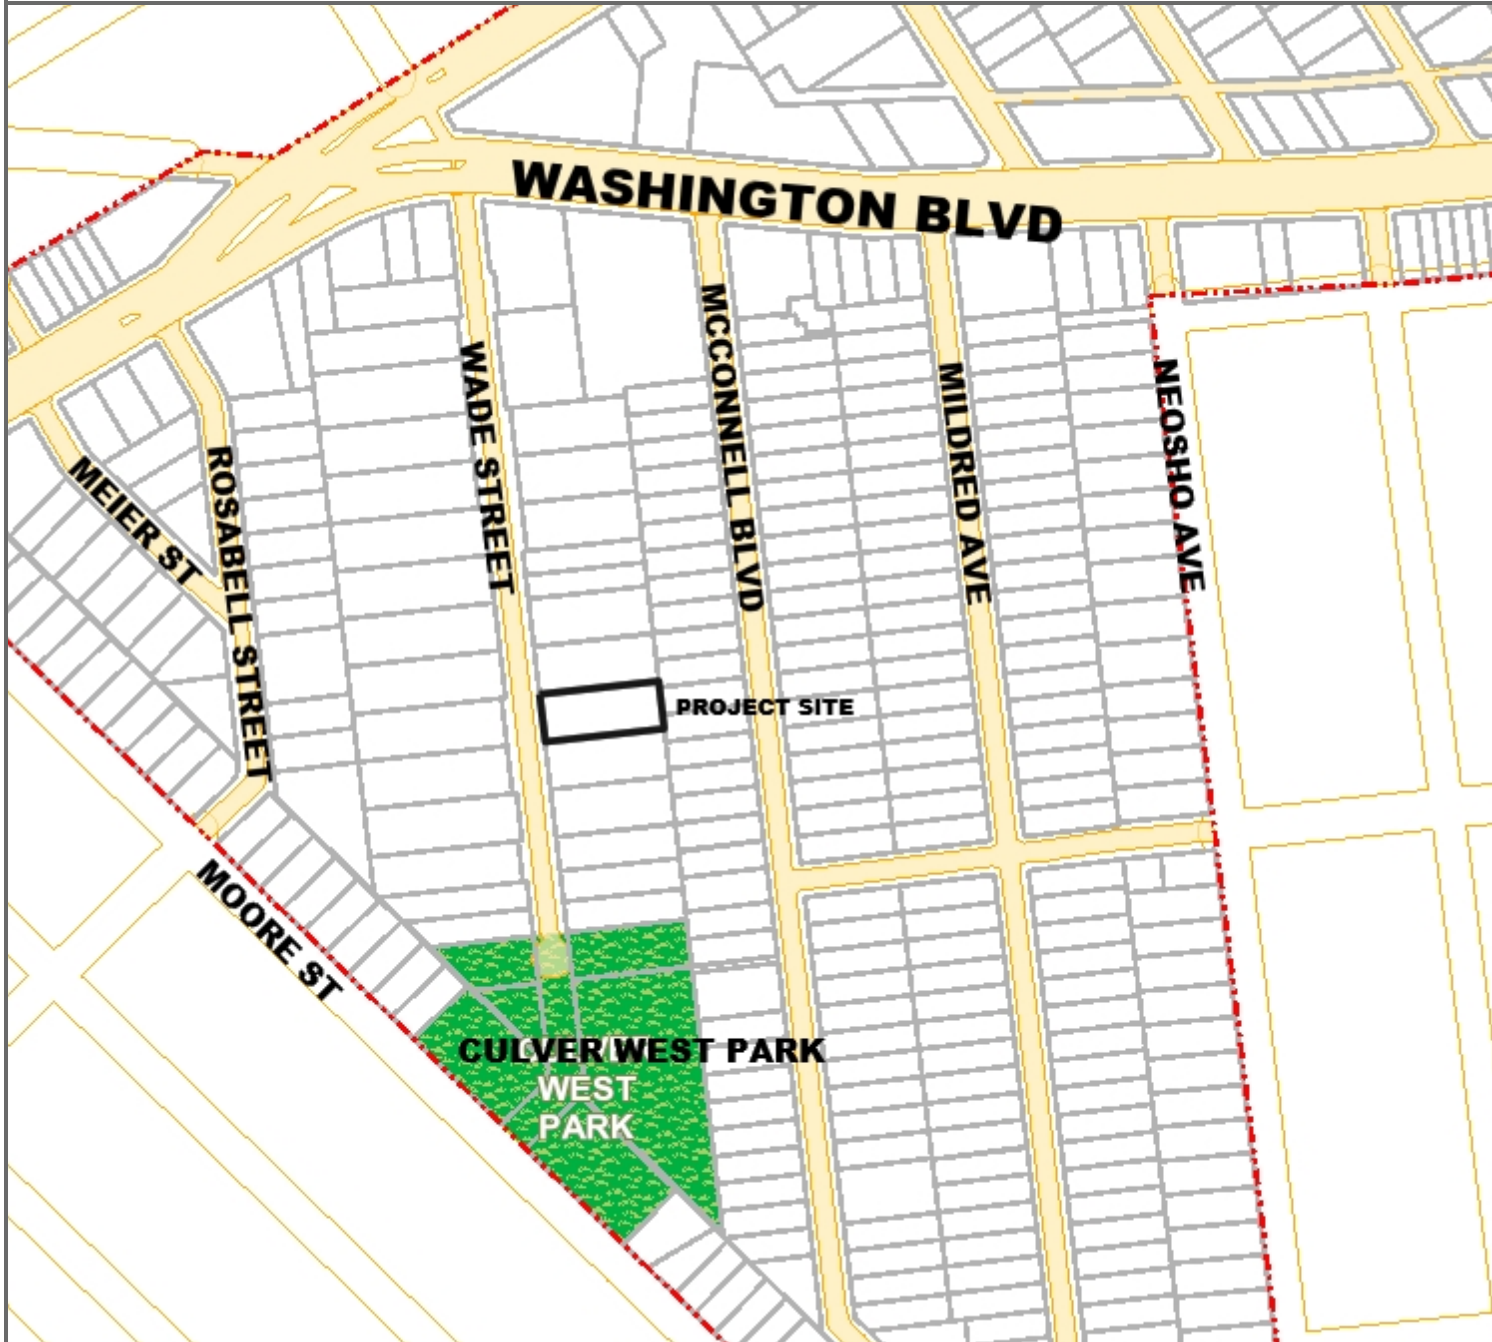 WASHINGTON BLVD
WADE STREET
MCCONNELL BLVD
MILDRED AVE
NEOSHO AVE
MEIER ST
ROSABELL STREET
PROJECT SITE
MOORE ST
CULVER/WEST PARK
WEST
PARK